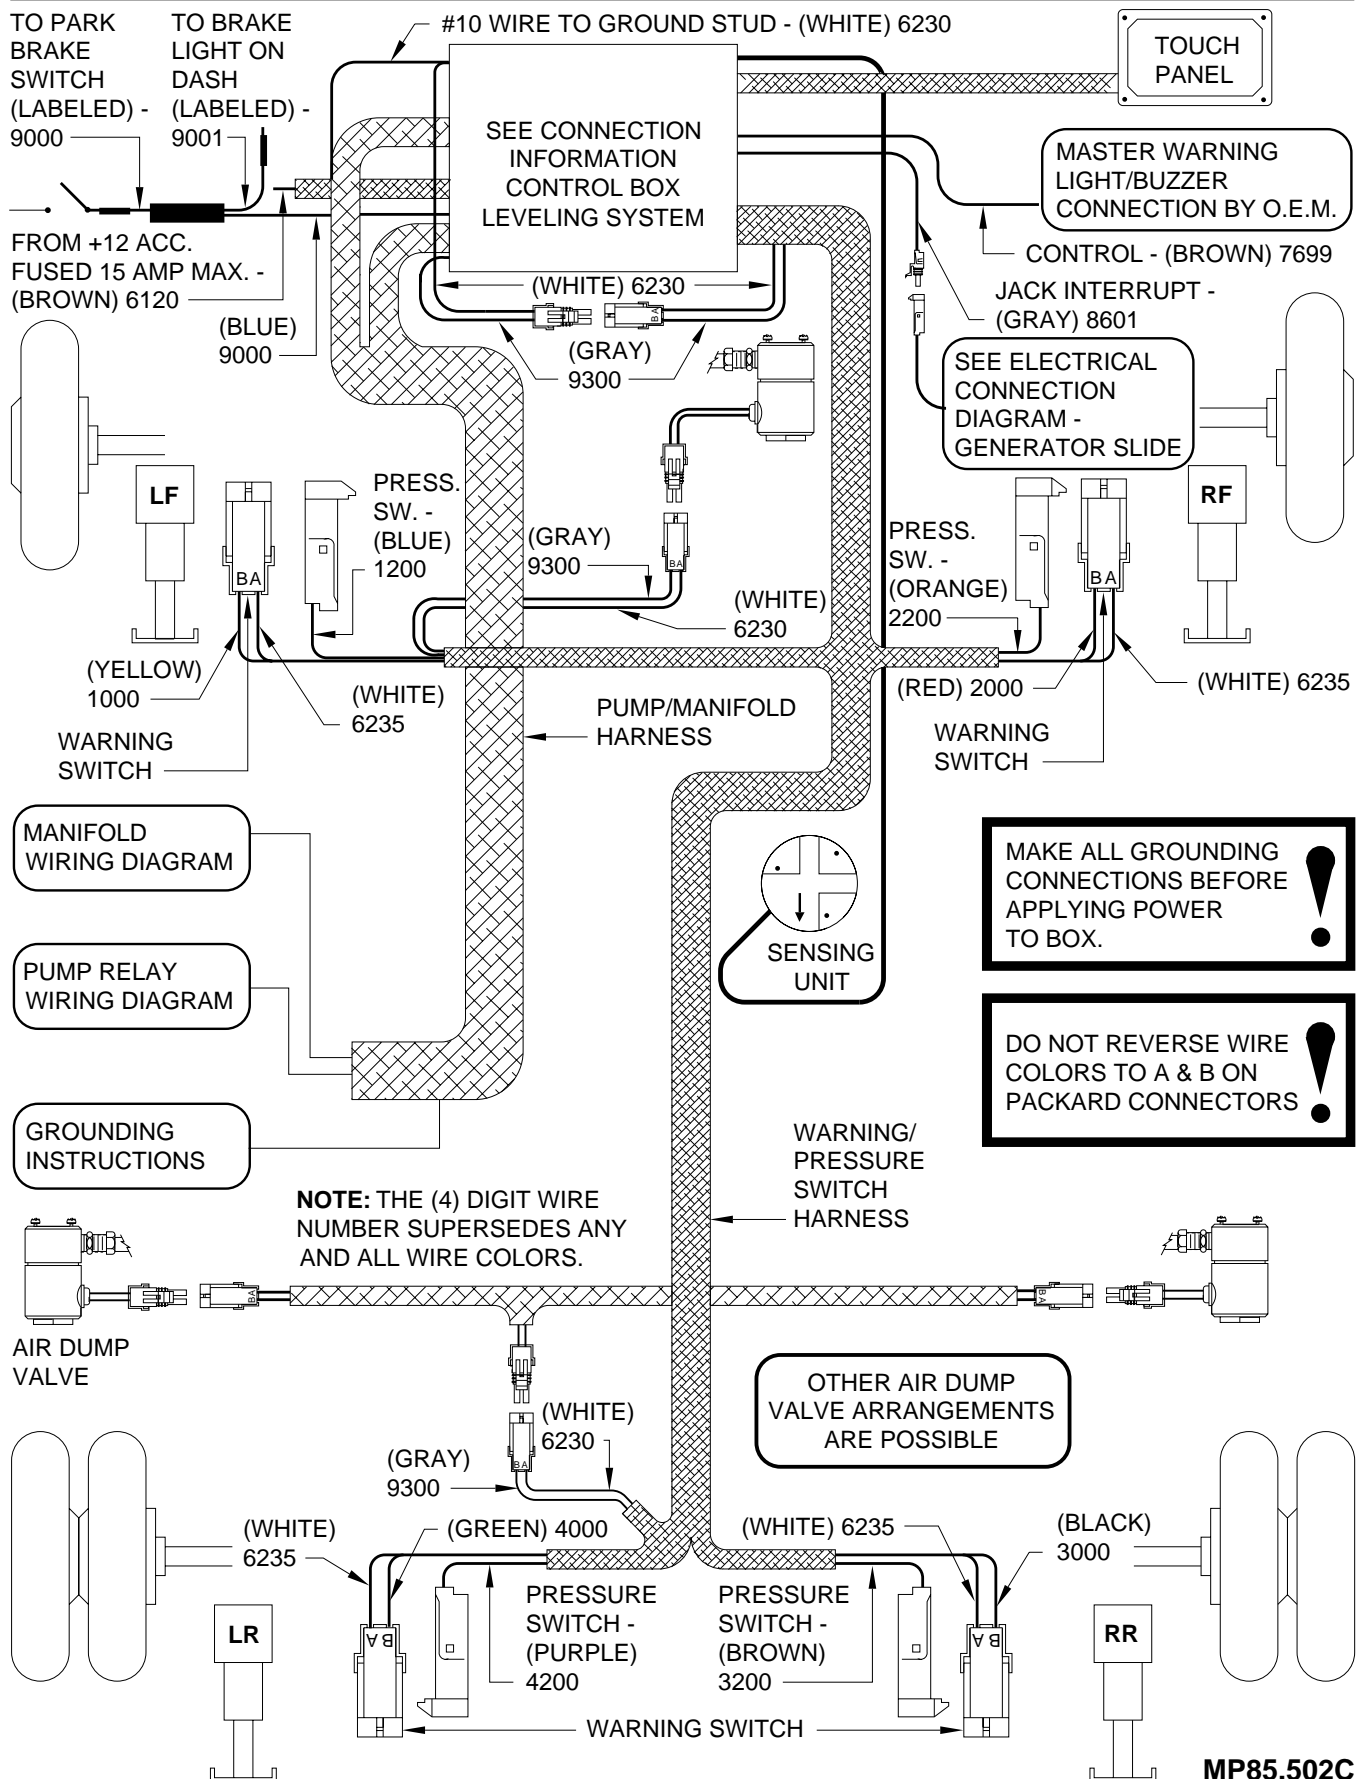 #10 WIRE TO GROUND STUD - (WHITE) 6230
TO PARK
BRAKE
SWITCH
(LABELED) -
9000
TO BRAKE
LIGHT ON
DASH
(LABELED) -
9001
TOUCH
PANEL
SEE CONNECTION
INFORMATION
CONTROL BOX
LEVELING SYSTEM
MASTER WARNING
LIGHT/BUZZER
CONNECTION BY O.E.M.
FROM +12 ACC.
FUSED 15 AMP MAX. -
(BROWN) 6120
CONTROL - (BROWN) 7699
(WHITE) 6230
JACK INTERRUPT -
(GRAY) 8601
(BLUE)
9000
B A
(GRAY)
9300
SEE ELECTRICAL
CONNECTION
DIAGRAM -
GENERATOR SLIDE
LF
PRESS.
SW. -
(BLUE)
1200
(GRAY)
9300
PRESS.
SW. -
(ORANGE)
2200
RF
B A
B A
B A
(WHITE)
6230
(YELLOW)
1000
(WHITE)
6235
(RED) 2000
(WHITE) 6235
WARNING
SWITCH
PUMP/MANIFOLD
HARNESS
WARNING
SWITCH
MANIFOLD
WIRING DIAGRAM
MAKE ALL GROUNDING
CONNECTIONS BEFORE
APPLYING POWER
TO BOX.
SENSING
UNIT
PUMP RELAY
WIRING DIAGRAM
DO NOT REVERSE WIRE
COLORS TO A & B ON
PACKARD CONNECTORS
GROUNDING
INSTRUCTIONS
WARNING/
PRESSURE
SWITCH
HARNESS
NOTE: THE (4) DIGIT WIRE
NUMBER SUPERSEDES ANY
AND ALL WIRE COLORS.
B A
B A
AIR DUMP
VALVE
OTHER AIR DUMP
VALVE ARRANGEMENTS
ARE POSSIBLE
(WHITE)
6230
B A
(GRAY)
9300
(WHITE)
6235
(GREEN) 4000
(WHITE) 6235
(BLACK)
3000
PRESSURE
SWITCH -
(PURPLE)
4200
PRESSURE
SWITCH -
(BROWN)
3200
LR
B A
B A
RR
WARNING SWITCH
MP85.502C